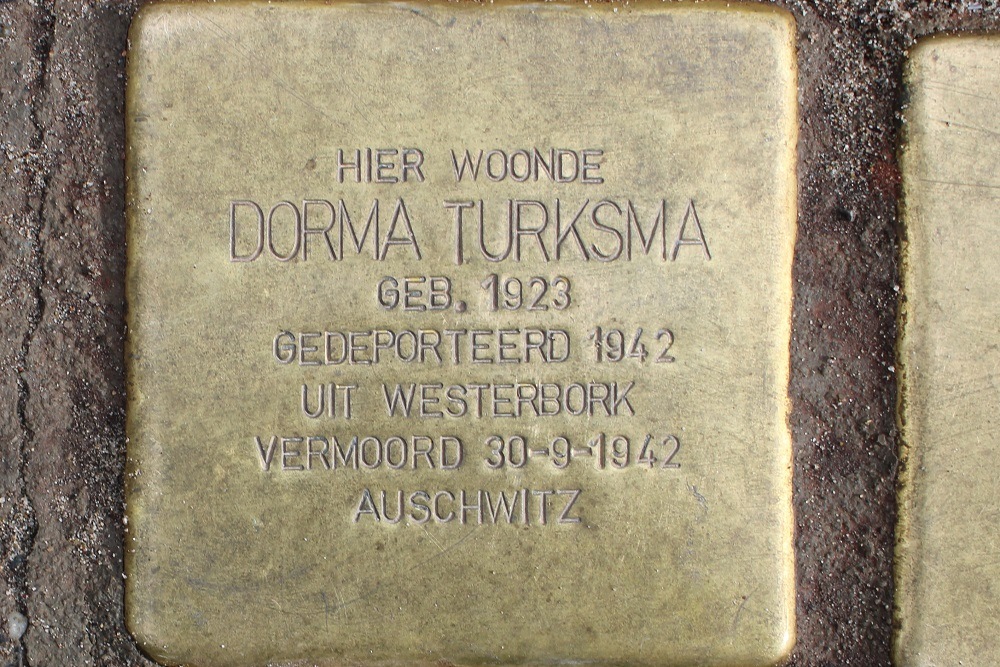 HIER WOONDE
DORMA TURKSMA
GEB. 1923
GEDEPORTEERD 1942
UIT WESTERBORK
VERMOORD 30-9-1942
AUSCHWITZ